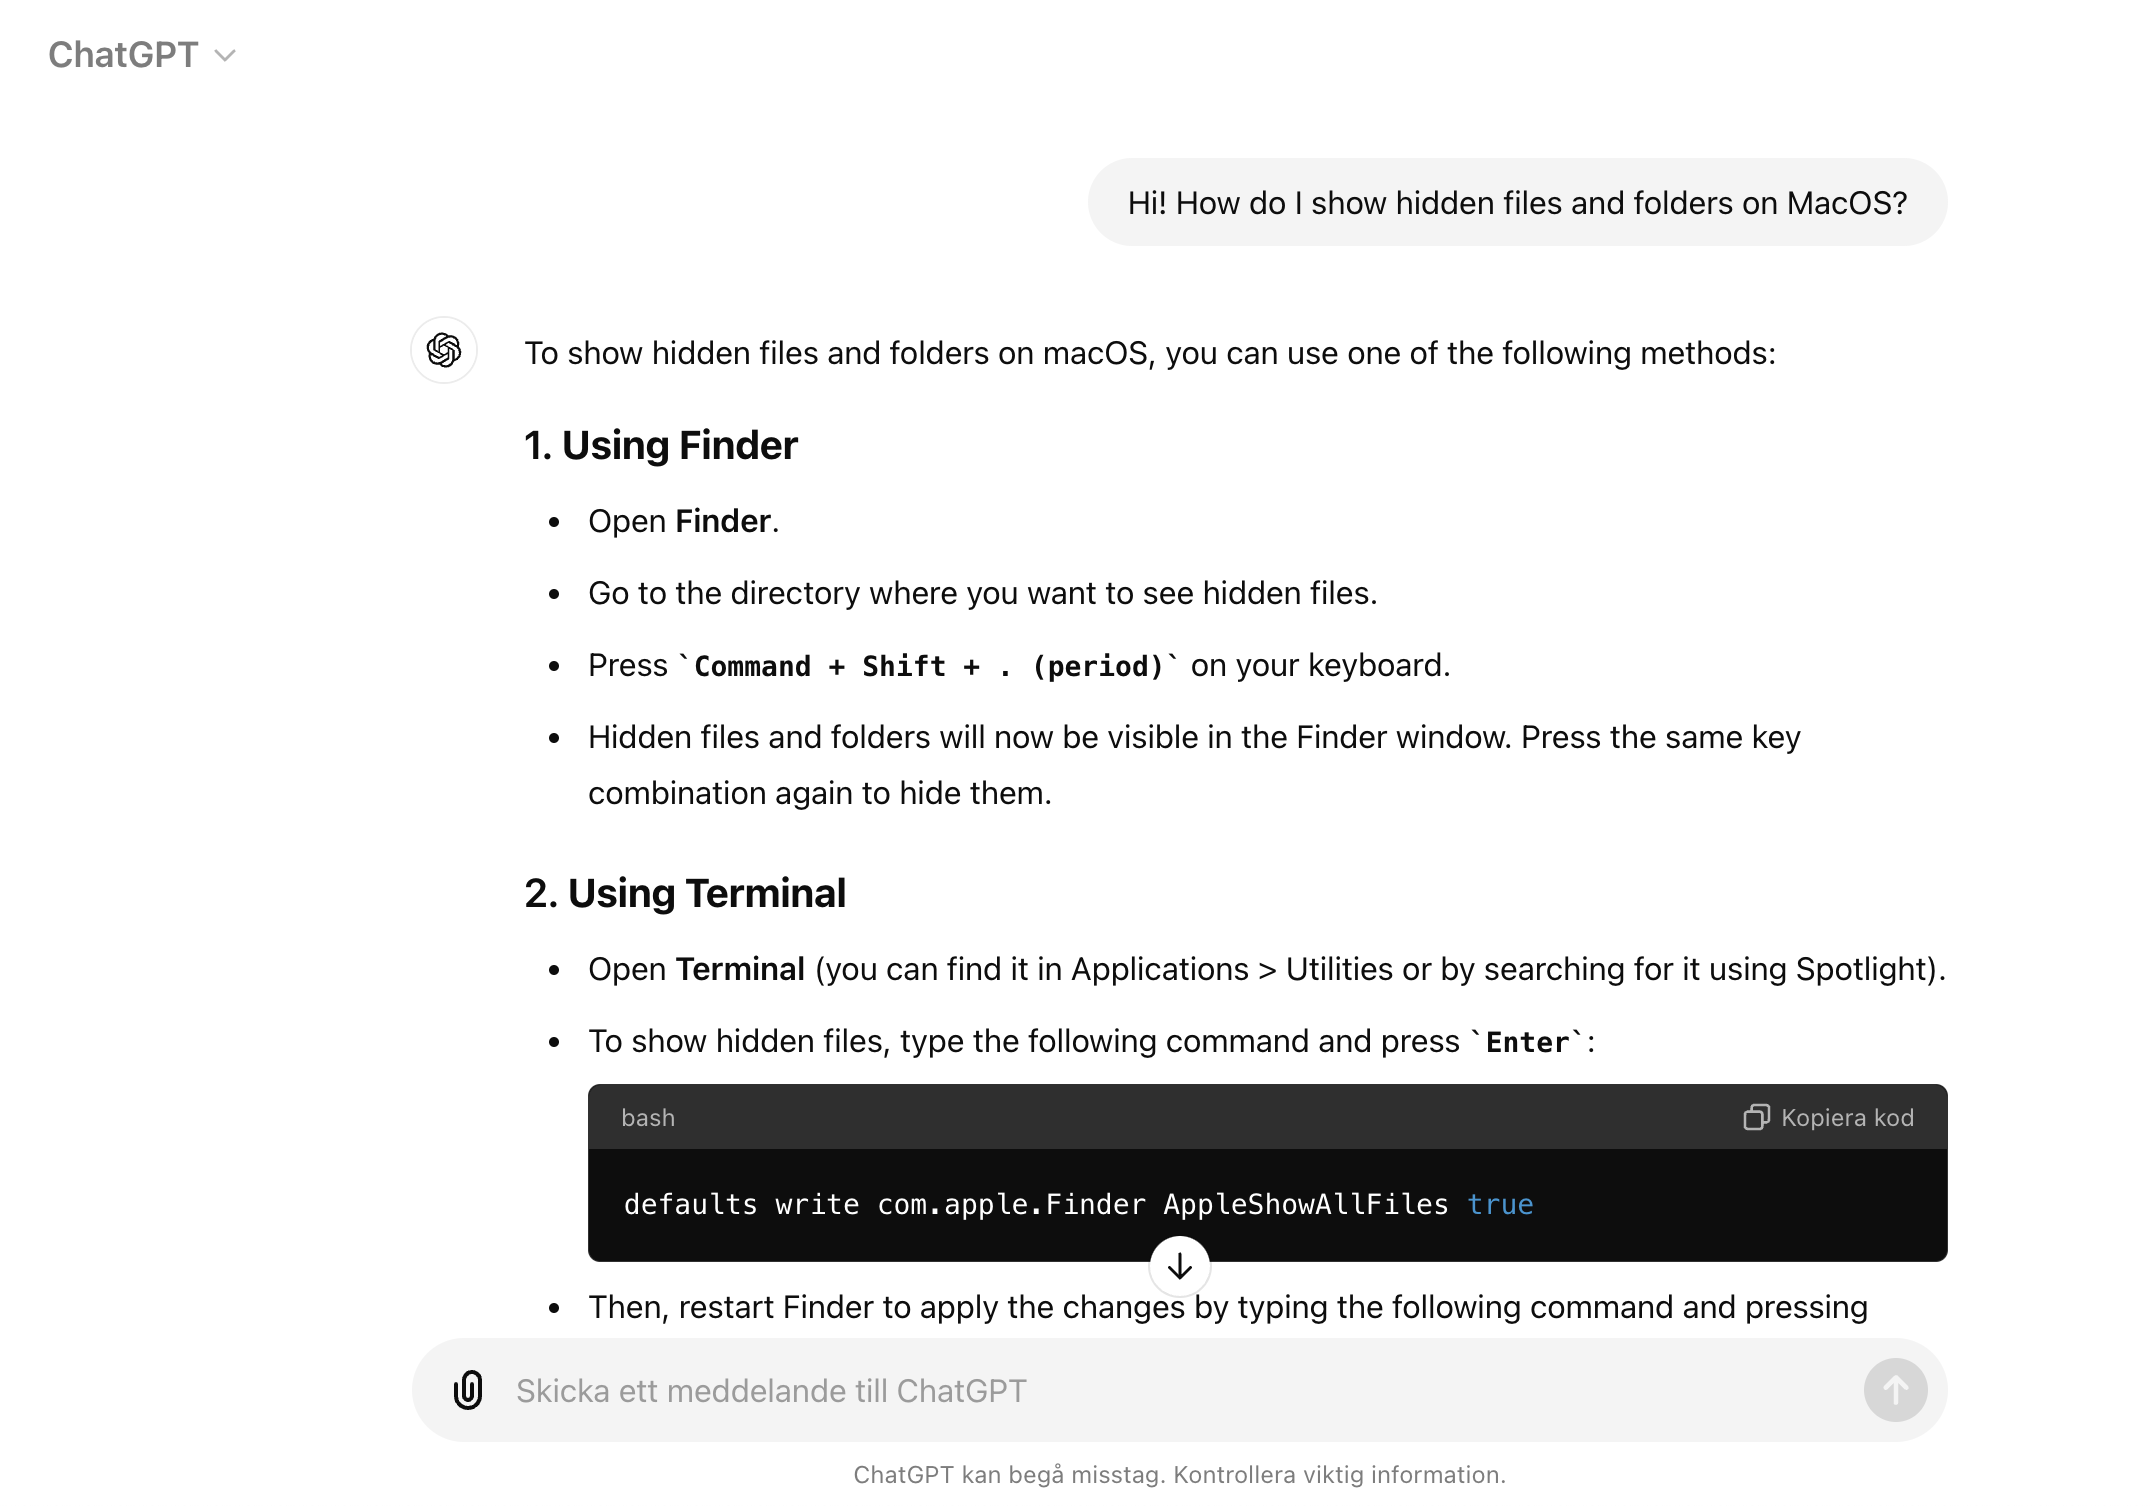 ChatGPT
Hi! How do I show hidden files and folders on MacOS?
To show hidden files and folders on macOS, you can use one of the following methods:
1. Using Finder
• Open Finder.
• Go to the directory where you want to see hidden files.
• Press `Command + Shift + . (period)` on your keyboard.
• Hidden files and folders will now be visible in the Finder window. Press the same key
combination again to hide them.
2. Using Terminal
• Open Terminal (you can find it in Applications > Utilities or by searching for it using Spotlight).
• To show hidden files, type the following command and press `Enter`:
bash Kopiera kod
defaults write com.apple.Finder AppleShowAllFiles true
• Then, restart Finder to apply the changes by typing the following command and pressing
Skicka ett meddelande till ChatGPT
ChatGPT kan begå misstag. Kontrollera viktig information.